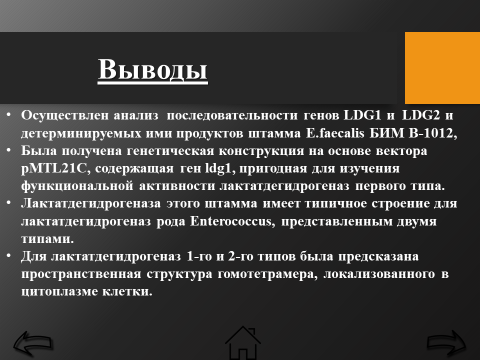 Выводы
• Осуществлен анализ последовательности генов LDG1 и LDG2 и
детерминируемых ими продуктов штамма E.faecalis БИМ В-1012,
• Была получена генетическая конструкция на основе вектора
pMTL21C, содержащая ген ldg1, пригодная для изучения
функциональной активности лактатдегидрогеназ первого типа.
• Лактатдегидрогеназа этого штамма имеет типичное строение для
лактатдегидрогеназ рода Enterococcus, представленным двумя
типами.
• Для лактатдегидрогеназ 1-го и 2-го типов была предсказана
пространственная структура гомотетрамера, локализованного в
цитоплазме клетки.